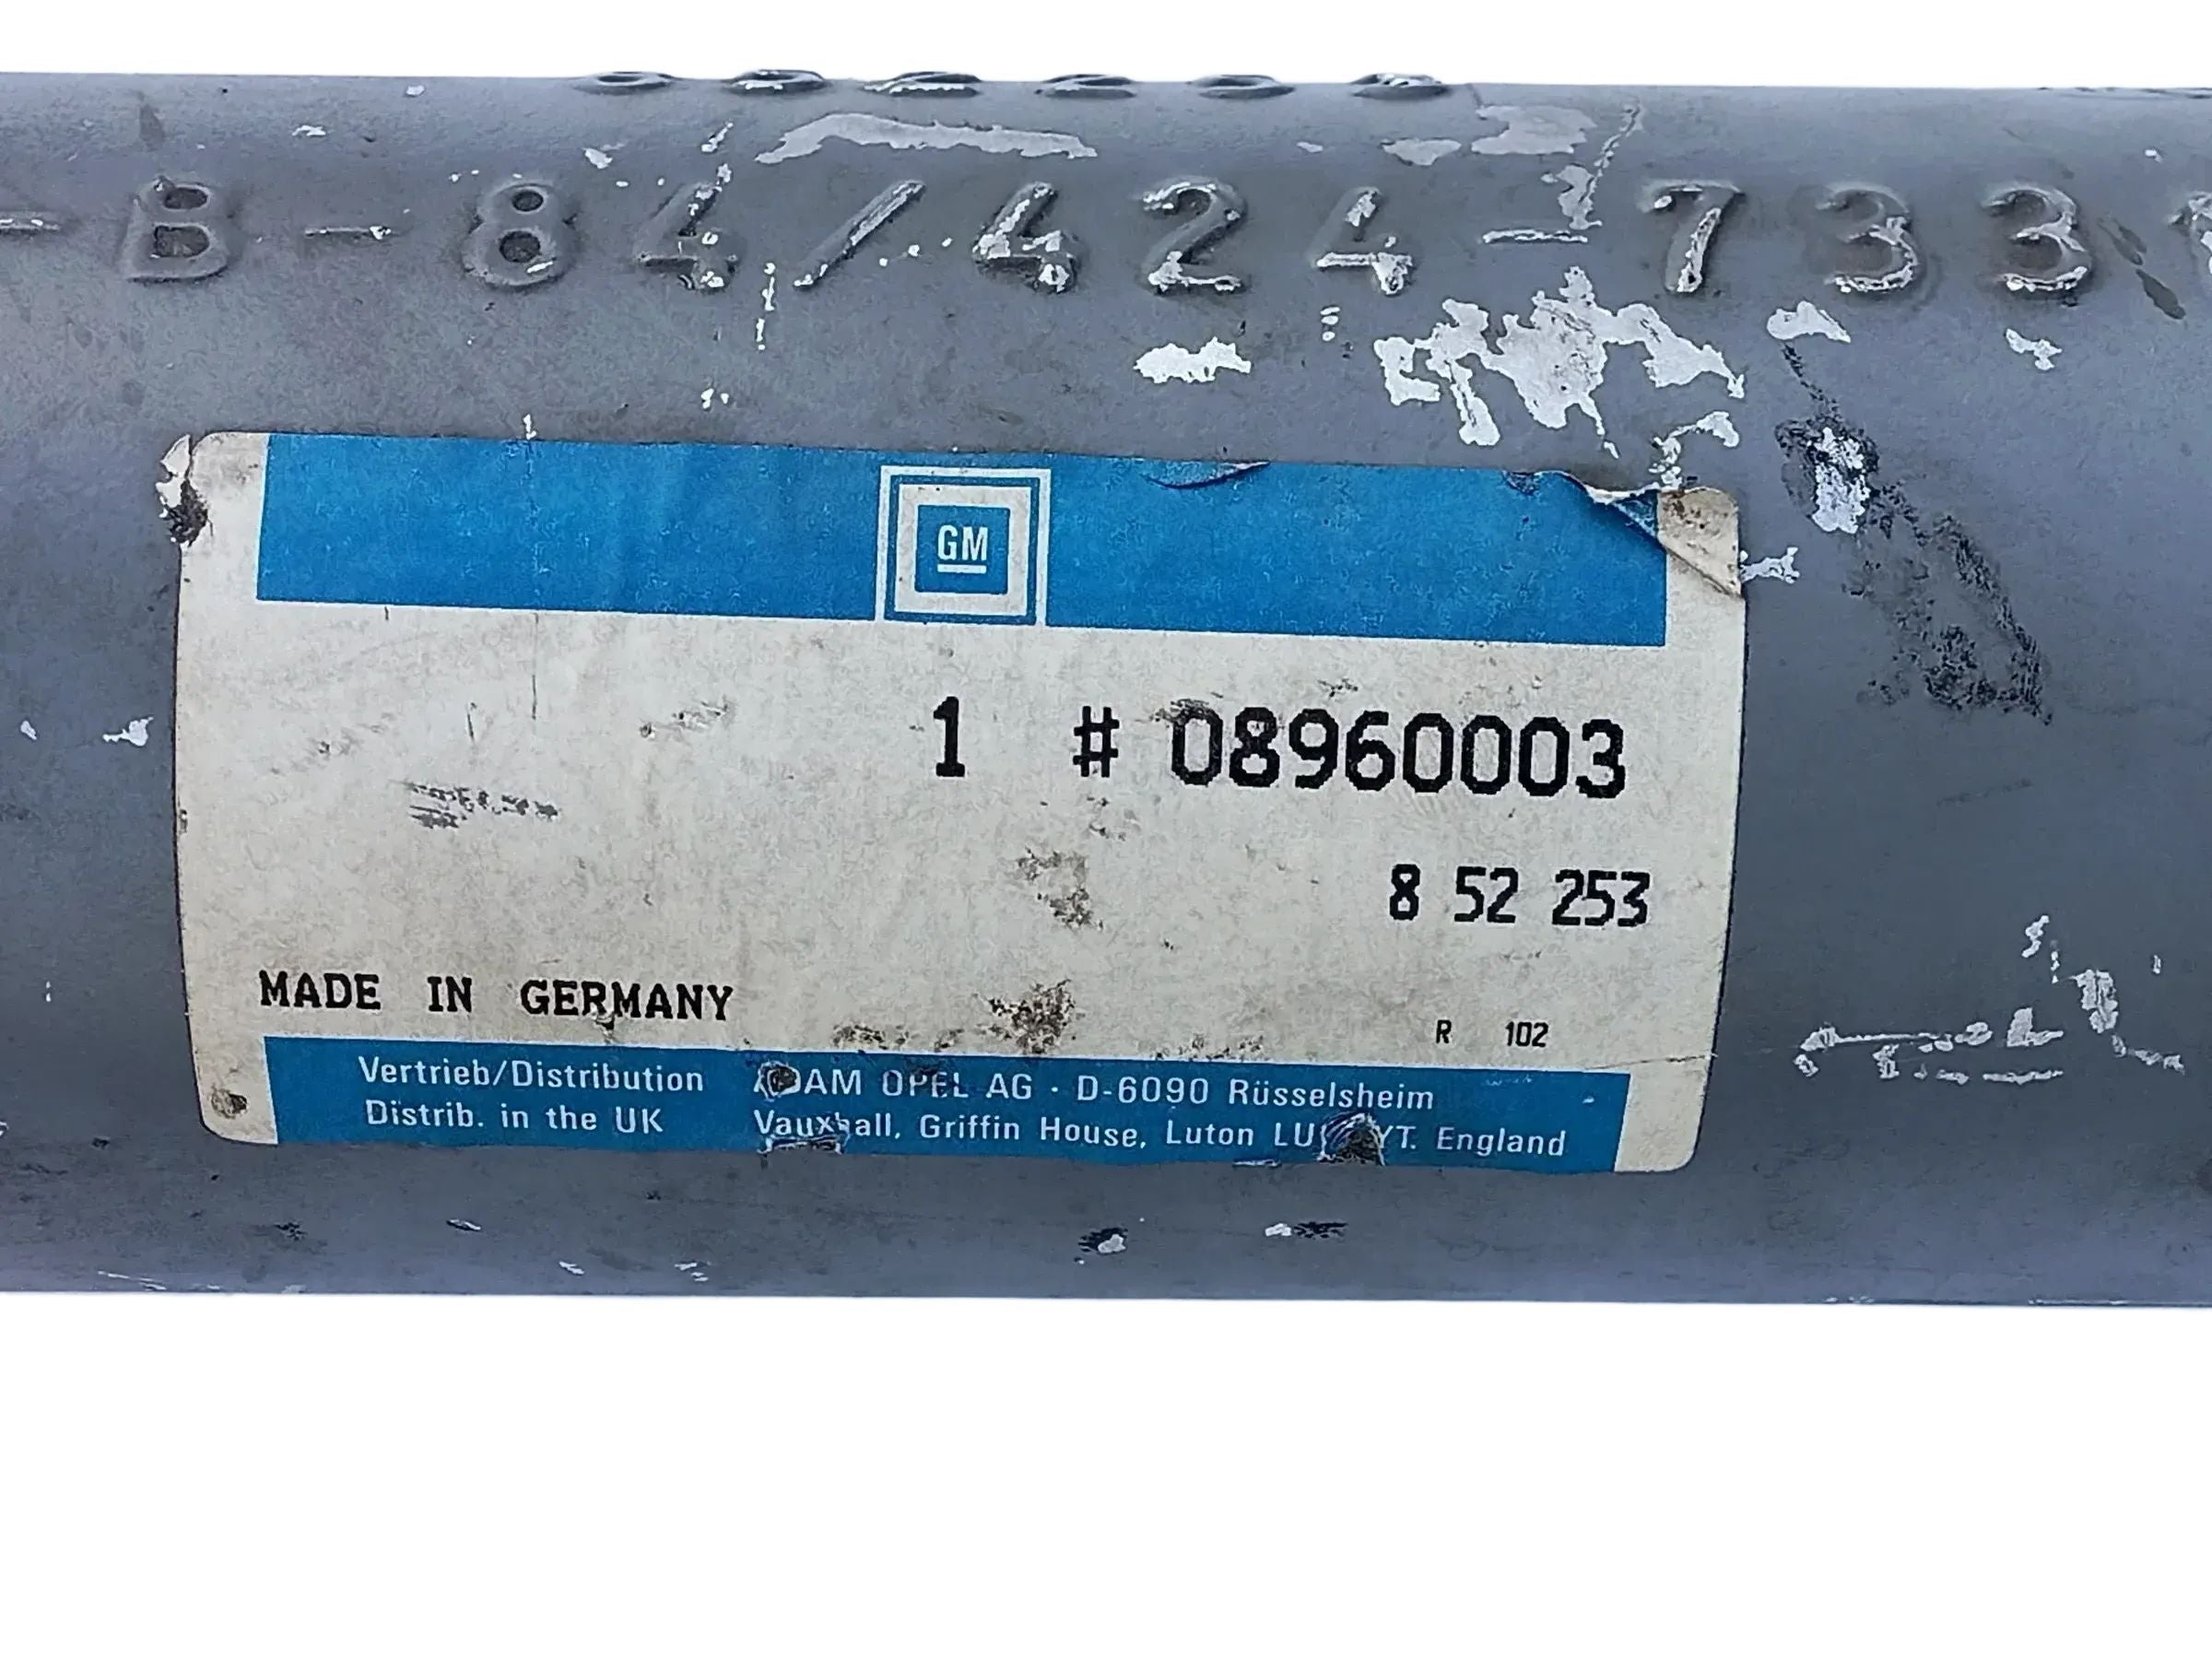 -B-84/424-733
GM
1 # 08960003
8 52 253
MADE IN GERMANY
R 102
Vertrieb/Distribution ADAM OPEL AG · D-6090 Rüsselsheim
Distrib. in the UK Vauxhall, Griffin House, Luton England